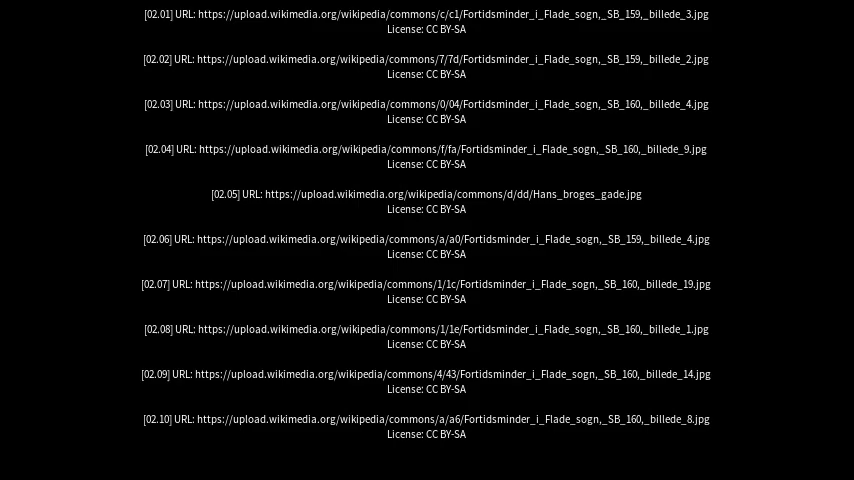 [02.01] URL: https://upload.wikimedia.org/wikipedia/commons/c/c1/Fortidsminder_i_Flade_sogn,_SB_159,_billede_3.jpg
License: CC BY-SA
[02.02] URL: https://upload.wikimedia.org/wikipedia/commons/7/7d/Fortidsminder_i_Flade_sogn,_SB_159,_billede_2.jpg
License: CC BY-SA
[02.03] URL: https://upload.wikimedia.org/wikipedia/commons/0/04/Fortidsminder_i_Flade_sogn,_SB_160,_billede_4.jpg
License: CC BY-SA
[02.04] URL: https://upload.wikimedia.org/wikipedia/commons/f/fa/Fortidsminder_i_Flade_sogn,_SB_160,_billede_9.jpg
License: CC BY-SA
[02.05] URL: https://upload.wikimedia.org/wikipedia/commons/d/dd/Hans_broges_gade.jpg
License: CC BY-SA
[02.06] URL: https://upload.wikimedia.org/wikipedia/commons/a/a0/Fortidsminder_i_Flade_sogn,_SB_159,_billede_4.jpg
License: CC BY-SA
[02.07] URL: https://upload.wikimedia.org/wikipedia/commons/1/1c/Fortidsminder_i_Flade_sogn,_SB_160,_billede_19.jpg
License: CC BY-SA
[02.08] URL: https://upload.wikimedia.org/wikipedia/commons/1/1e/Fortidsminder_i_Flade_sogn,_SB_160,_billede_1.jpg
License: CC BY-SA
[02.09] URL: https://upload.wikimedia.org/wikipedia/commons/4/43/Fortidsminder_i_Flade_sogn,_SB_160,_billede_14.jpg
License: CC BY-SA
[02.10] URL: https://upload.wikimedia.org/wikipedia/commons/a/a6/Fortidsminder_i_Flade_sogn,_SB_160,_billede_8.jpg
License: CC BY-SA